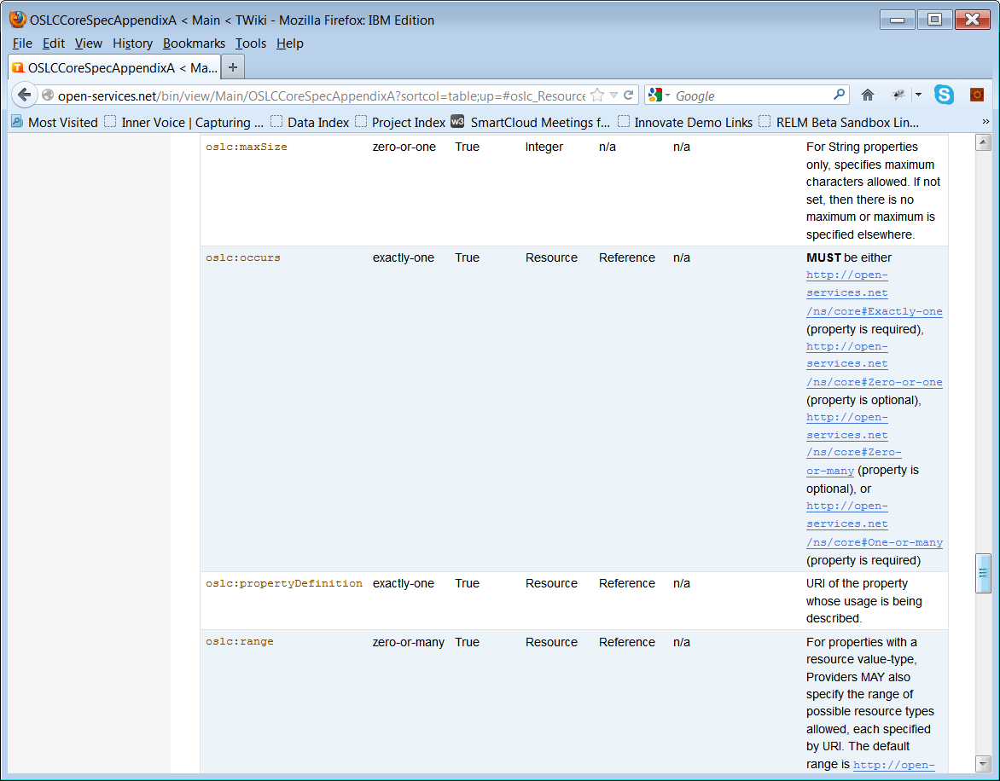 OSLCCoreSpecAppendixA < Main < TWiki - Mozilla Firefox: IBM Edition
File Edit View History Bookmarks Tools Help
OSLCCoreSpecAppendixA < Ma... +
open-services.net/bin/view/Main/OSLCCoreSpecAppendixA?sortcol=table;up=#oslc_Resource Google
Most Visited Inner Voice | Capturing ... Data Index Project Index w3 SmartCloud Meetings f... Innovate Demo Links RELM Beta Sandbox Lin... »
oslc:maxSize zero-or-one True Integer n/a n/a For String properties
only, specifies maximum
characters allowed. If not
set, then there is no
maximum or maximum is
specified elsewhere.
oslc:occurs exactly-one True Resource Reference n/a MUST be either
http://open-
services.net
/ns/core#Exactly-one
(property is required),
http://open-
services.net
/ns/core#Zero-or-one
(property is optional),
http://open-
services.net
/ns/core#Zero-
or-many (property is
optional), or
http://open-
services.net
/ns/core#One-or-many
(property is required)
oslc:propertyDefinition exactly-one True Resource Reference n/a URI of the property
whose usage is being
described.
oslc:range zero-or-many True Resource Reference n/a For properties with a
resource value-type,
Providers MAY also
specify the range of
possible resource types
allowed, each specified
by URI. The default
range is http://open-